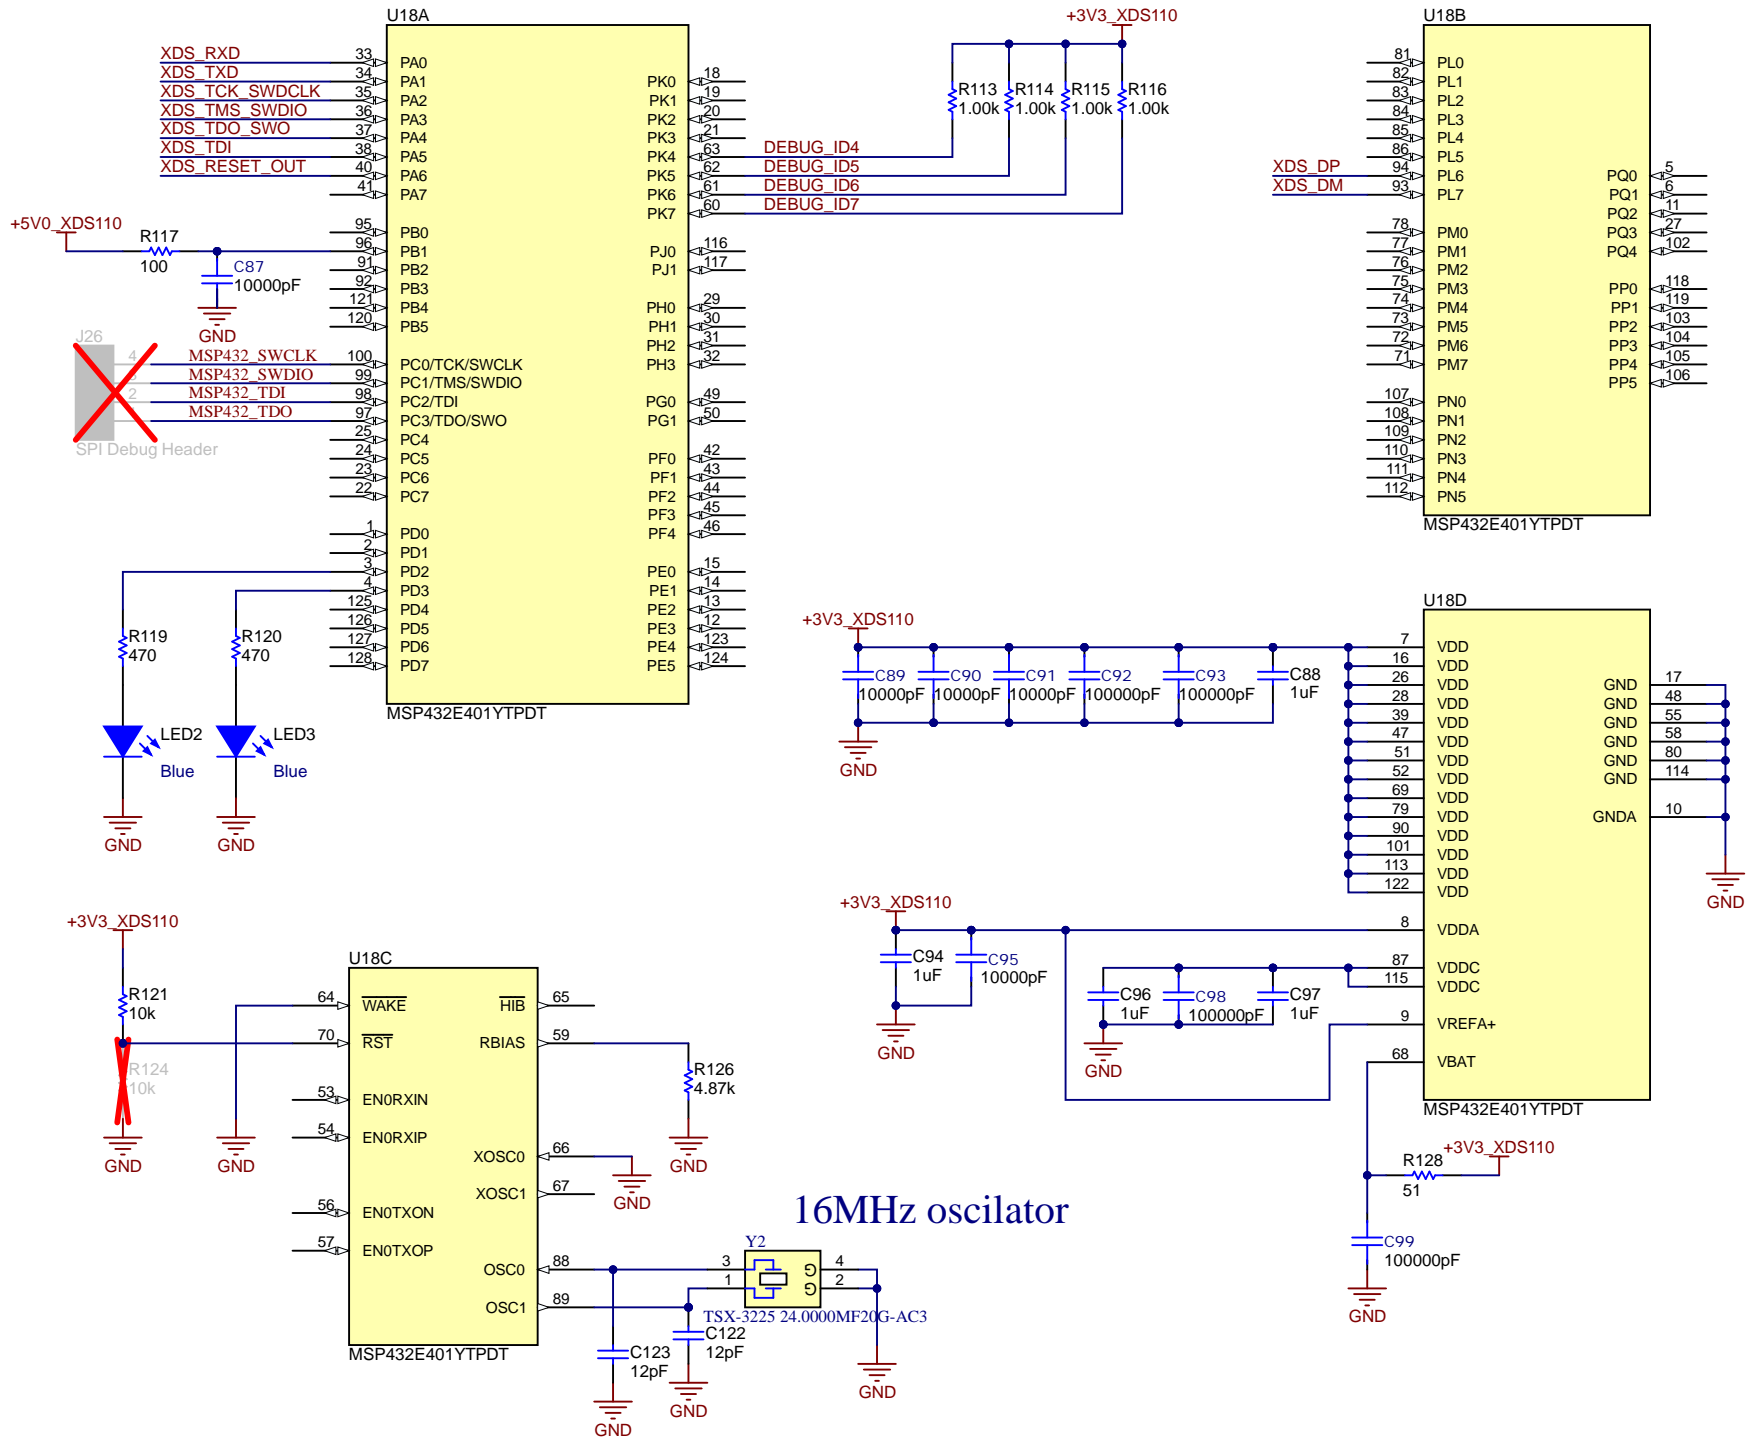 U18A
XDS_RXD 33 PA0
XDS_TXD 34 PA1
XDS_TCK_SWDCLK 35 PA2
XDS_TMS_SWDIO 36 PA3
XDS_TDO_SWO 37 PA4
XDS_TDI 38 PA5
XDS_RESET_OUT 40 PA6
41 PA7
95 PB0
96 PB1
91 PB2
92 PB3
121 PB4
120 PB5
+5V0_XDS110
R117
100
C87
10000pF
GND
J26
4 MSP432_SWCLK 100 PC0/TCK/SWCLK
MSP432_SWDIO 99 PC1/TMS/SWDIO
2 MSP432_TDI 98 PC2/TDI
MSP432_TDO 97 PC3/TDO/SWO
SPI Debug Header
25 PC4
24 PC5
23 PC6
22 PC7
1 PD0
2 PD1
3 PD2
4 PD3
125 PD4
126 PD5
127 PD6
128 PD7
PK0 18
PK1 19
PK2 20
PK3 21
PK4 63 DEBUG_ID4
PK5 62 DEBUG_ID5
PK6 61 DEBUG_ID6
PK7 60 DEBUG_ID7
PJ0 116
PJ1 117
PH0 29
PH1 30
PH2 31
PH3 32
PG0 49
PG1 50
PF0 42
PF1 43
PF2 44
PF3 45
PF4 46
PE0 15
PE1 14
PE2 13
PE3 12
PE4 123
PE5 124
MSP432E401YTPDT
+3V3_XDS110
R113 R114 R115 R116
1.00k 1.00k 1.00k 1.00k
R119
470
R120
470
LED2
Blue
LED3
Blue
GND
GND
U18B
81 PL0
82 PL1
83 PL2
84 PL3
85 PL4
86 PL5
XDS_DP 94 PL6
XDS_DM 93 PL7
78 PM0
77 PM1
76 PM2
75 PM3
74 PM4
73 PM5
72 PM6
71 PM7
107 PN0
108 PN1
109 PN2
110 PN3
111 PN4
112 PN5
PQ0 5
PQ1 6
PQ2 11
PQ3 27
PQ4 102
PP0 118
PP1 119
PP2 103
PP3 104
PP4 105
PP5 106
MSP432E401YTPDT
+3V3_XDS110
C89 C90 C91 C92 C93 C88
10000pF 10000pF 10000pF 100000pF 100000pF 1uF
GND
U18D
7 VDD
16 VDD
26 VDD
28 VDD
39 VDD
47 VDD
51 VDD
52 VDD
69 VDD
79 VDD
90 VDD
101 VDD
113 VDD
122 VDD
8 VDDA
87 VDDC
115 VDDC
9 VREFA+
68 VBAT
GND 17
GND 48
GND 55
GND 58
GND 80
GND 114
GNDA 10
GND
MSP432E401YTPDT
+3V3_XDS110
C94
1uF
C95
10000pF
GND
C96 C98 C97
1uF 100000pF 1uF
GND
+3V3_XDS110
R128
51
C99
100000pF
GND
+3V3_XDS110
R121
10k
R124
10k
GND
GND
U18C
64 WAKE
70 RST
53 EN0RXIN
54 EN0RXIP
56 EN0TXON
57 EN0TXOP
HIB 65
RBIAS 59
XOSC0 66
XOSC1 67
OSC0 88
OSC1 89
MSP432E401YTPDT
R126
4.87k
GND
GND
16MHz oscilator
Y2
3 G 4
1 G 2
TSX-3225 24.0000MF20G-AC3
C122
12pF
C123
12pF
GND
GND
GND